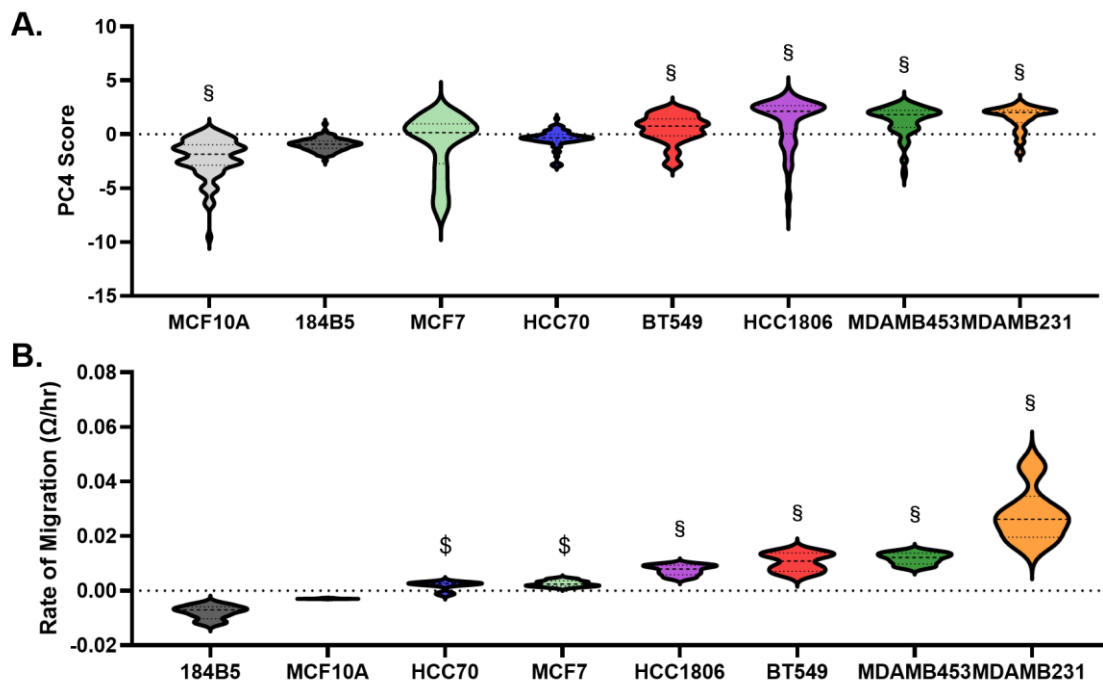 A.
PC4 Score
10
5
0
-5
-10
-15
§ § § § §
MCF10A 184B5 MCF7 HCC70 BT549 HCC1806 MDAMB453MDAMB231
B.
Rate of Migration (Ω/hr)
0.08
0.06
0.04
0.02
0.00
-0.02
$ $ § § § §
184B5 MCF10A HCC70 MCF7 HCC1806 BT549 MDAMB453MDAMB231